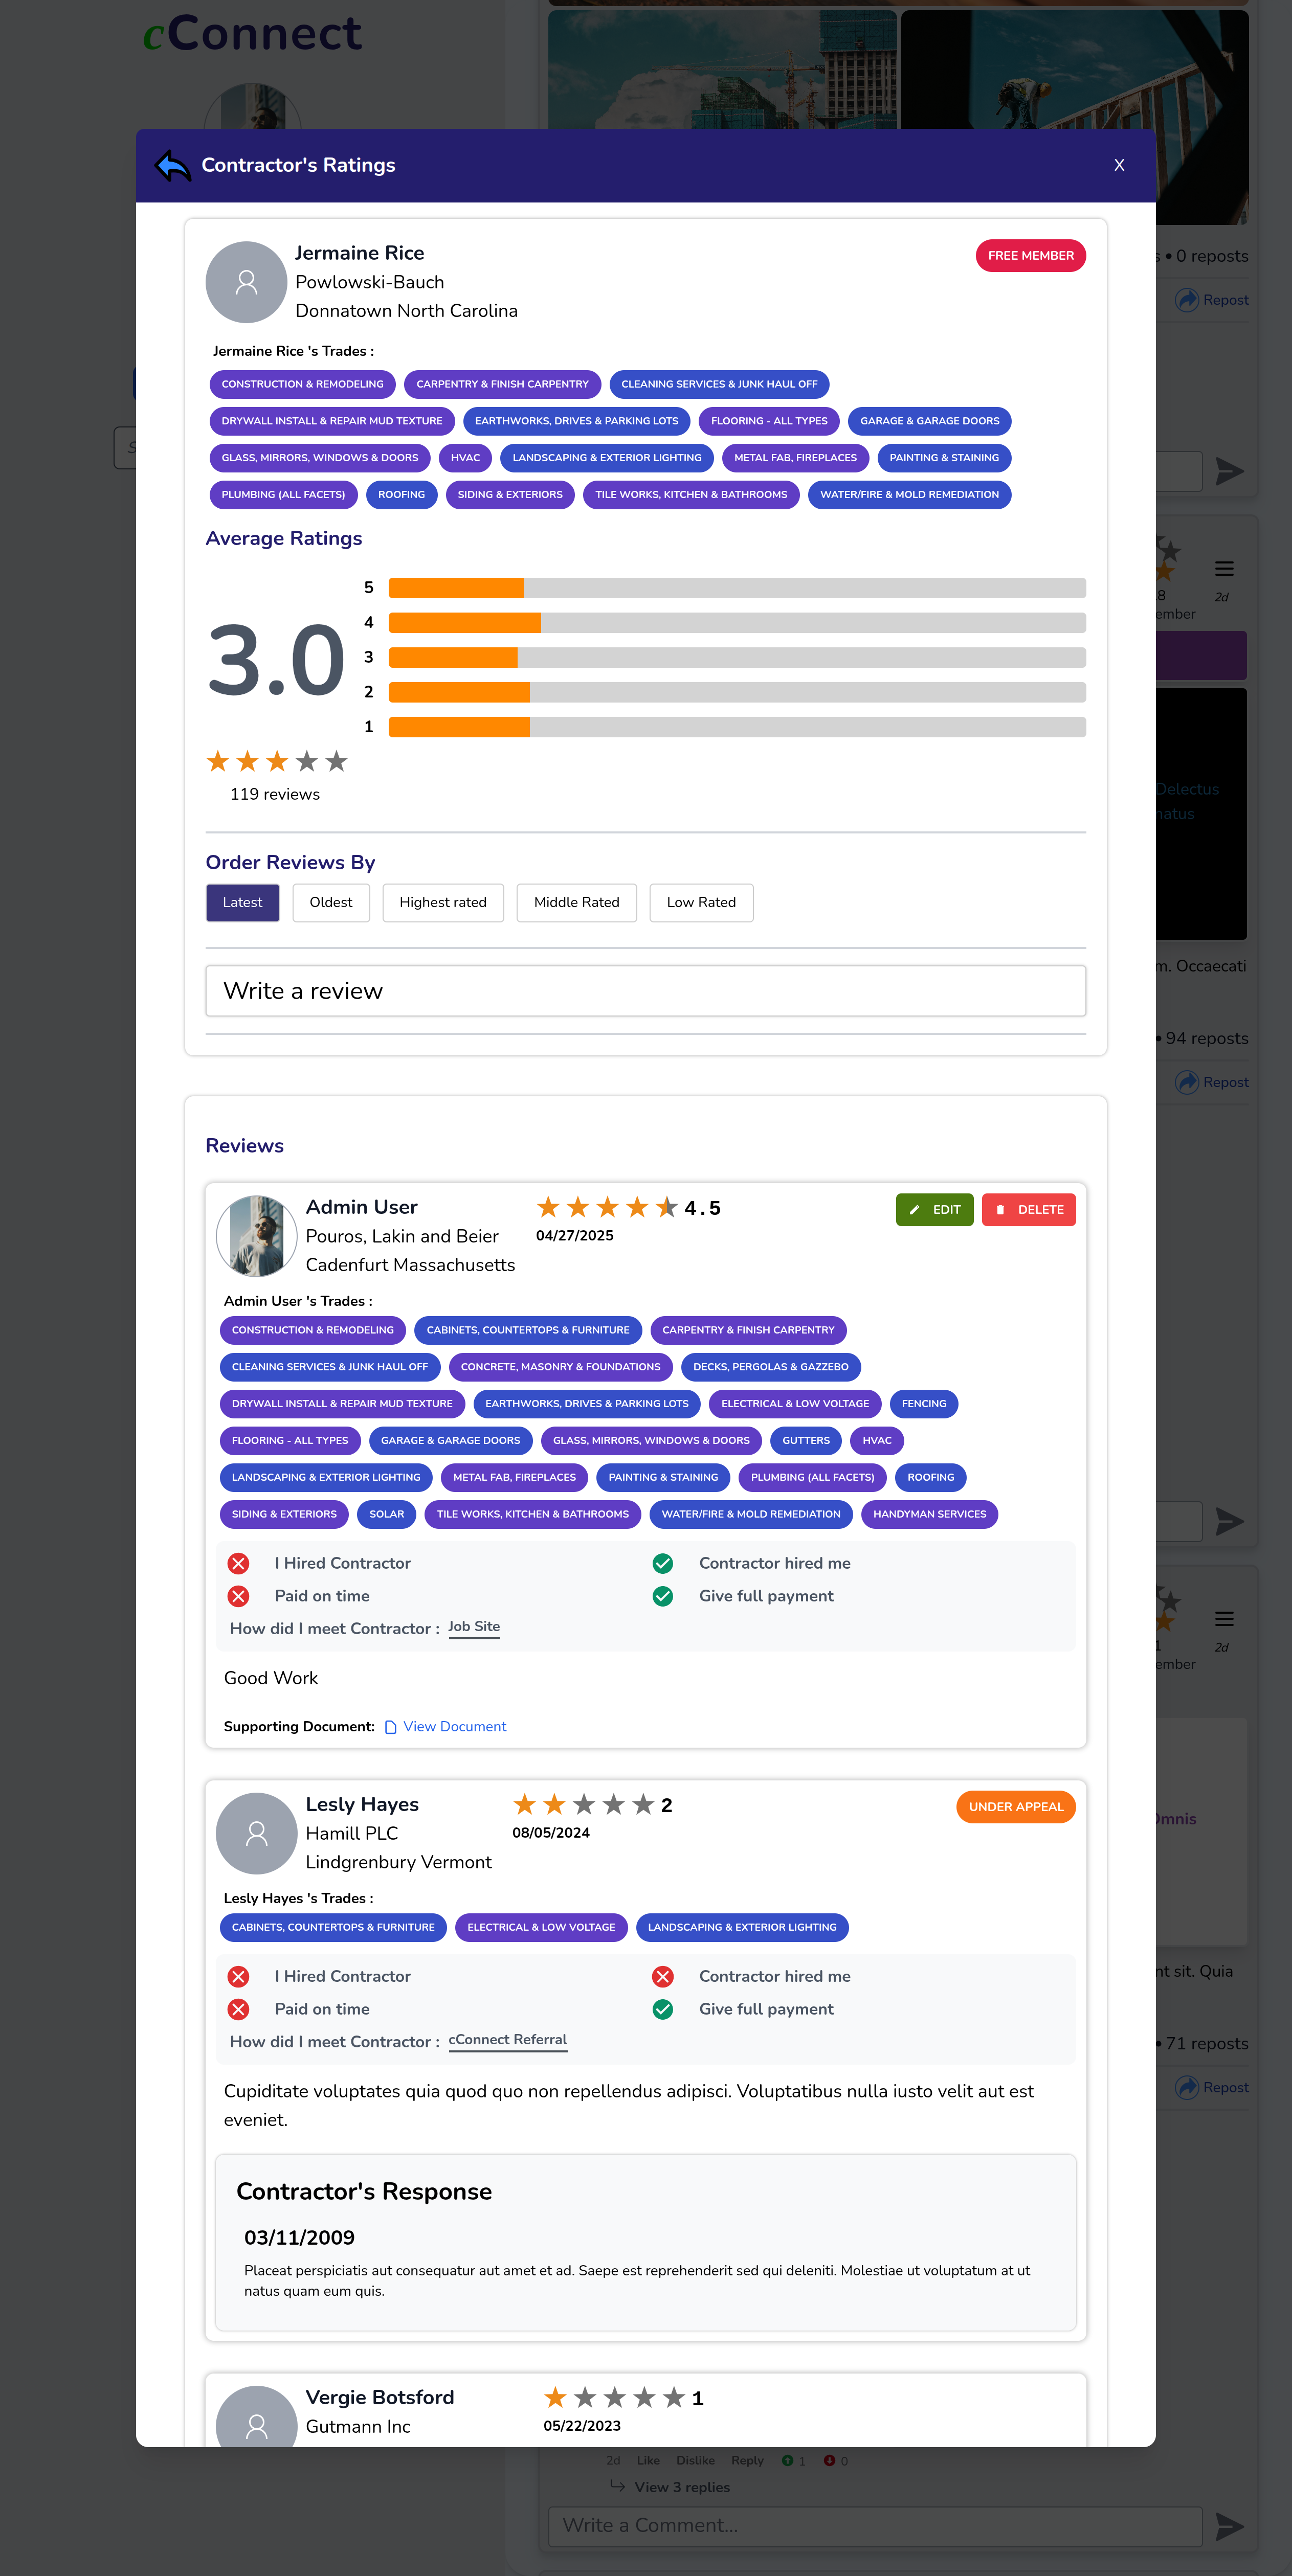 cConnect
s • 0 reposts
Repost
Contractor's Ratings
X
Jermaine Rice
Powlowski-Bauch
Donnatown North Carolina
FREE MEMBER
Jermaine Rice 's Trades :
CONSTRUCTION & REMODELING CARPENTRY & FINISH CARPENTRY CLEANING SERVICES & JUNK HAUL OFF
DRYWALL INSTALL & REPAIR MUD TEXTURE EARTHWORKS, DRIVES & PARKING LOTS FLOORING - ALL TYPES GARAGE & GARAGE DOORS
GLASS, MIRRORS, WINDOWS & DOORS HVAC LANDSCAPING & EXTERIOR LIGHTING METAL FAB, FIREPLACES PAINTING & STAINING
PLUMBING (ALL FACETS) ROOFING SIDING & EXTERIORS TILE WORKS, KITCHEN & BATHROOMS WATER/FIRE & MOLD REMEDIATION
Average Ratings
5
4
3
2
1
3.0
119 reviews
Order Reviews By
Latest Oldest Highest rated Middle Rated Low Rated
Write a review
Reviews
Admin User
Pouros, Lakin and Beier
Cadenfurt Massachusetts
4.5
04/27/2025
EDIT DELETE
Admin User 's Trades :
CONSTRUCTION & REMODELING CABINETS, COUNTERTOPS & FURNITURE CARPENTRY & FINISH CARPENTRY
CLEANING SERVICES & JUNK HAUL OFF CONCRETE, MASONRY & FOUNDATIONS DECKS, PERGOLAS & GAZZEBO
DRYWALL INSTALL & REPAIR MUD TEXTURE EARTHWORKS, DRIVES & PARKING LOTS ELECTRICAL & LOW VOLTAGE FENCING
FLOORING - ALL TYPES GARAGE & GARAGE DOORS GLASS, MIRRORS, WINDOWS & DOORS GUTTERS HVAC
LANDSCAPING & EXTERIOR LIGHTING METAL FAB, FIREPLACES PAINTING & STAINING PLUMBING (ALL FACETS) ROOFING
SIDING & EXTERIORS SOLAR TILE WORKS, KITCHEN & BATHROOMS WATER/FIRE & MOLD REMEDIATION HANDYMAN SERVICES
I Hired Contractor Contractor hired me
Paid on time Give full payment
How did I meet Contractor : Job Site
Good Work
Supporting Document: View Document
Lesly Hayes
Hamill PLC
Lindgrenbury Vermont
2
08/05/2024
UNDER APPEAL
Lesly Hayes 's Trades :
CABINETS, COUNTERTOPS & FURNITURE ELECTRICAL & LOW VOLTAGE LANDSCAPING & EXTERIOR LIGHTING
I Hired Contractor Contractor hired me
Paid on time Give full payment
How did I meet Contractor : cConnect Referral
Cupiditate voluptates quia quod quo non repellendus adipisci. Voluptatibus nulla iusto velit aut est
eveniet.
Contractor's Response
03/11/2009
Placeat perspiciatis aut consequatur aut amet et ad. Saepe est reprehenderit sed qui deleniti. Molestiae ut voluptatum at ut
natus quam eum quis.
Vergie Botsford
Gutmann Inc
1
05/22/2023
8
2d
ember
Delectus
natus
m. Occaecati
• 94 reposts
Repost
1
2d
ember
Omnis
nt sit. Quia
• 71 reposts
Repost
2d Like Dislike Reply 1 0
View 3 replies
Write a Comment...